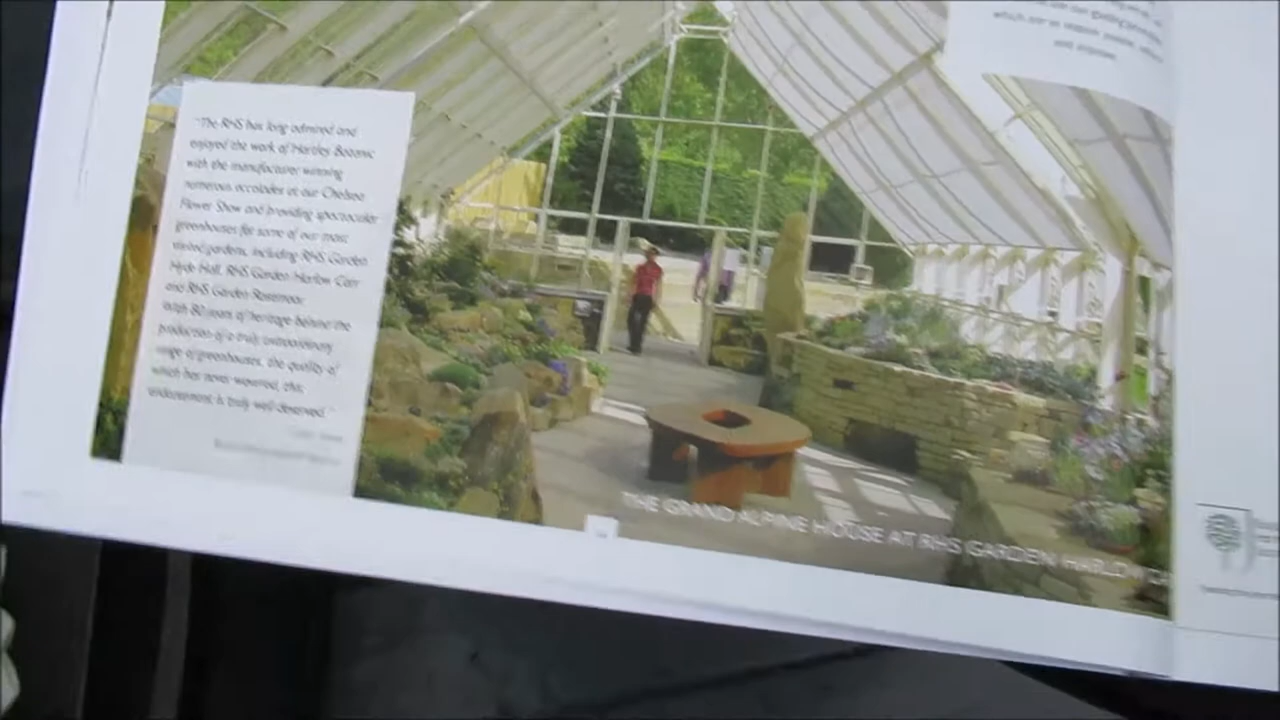 "The RHS has long admired and
enjoyed the work of Hartley Botanic
with the manufacturer winning
numerous accolades at our Chelsea
Flower Show and providing spectacular
greenhouses for some of our most
visited gardens, including RHS Garden
Hyde Hall, RHS Garden Harlow Carr
and RHS Garden Rosemoor.
With 80 years of heritage behind the
production of a truly extraordinary
range of greenhouses, the quality of
which has never wavered, this
endorsement is truly well deserved."
THE GRAND ALPINE HOUSE AT RHS GARDEN HARLOW